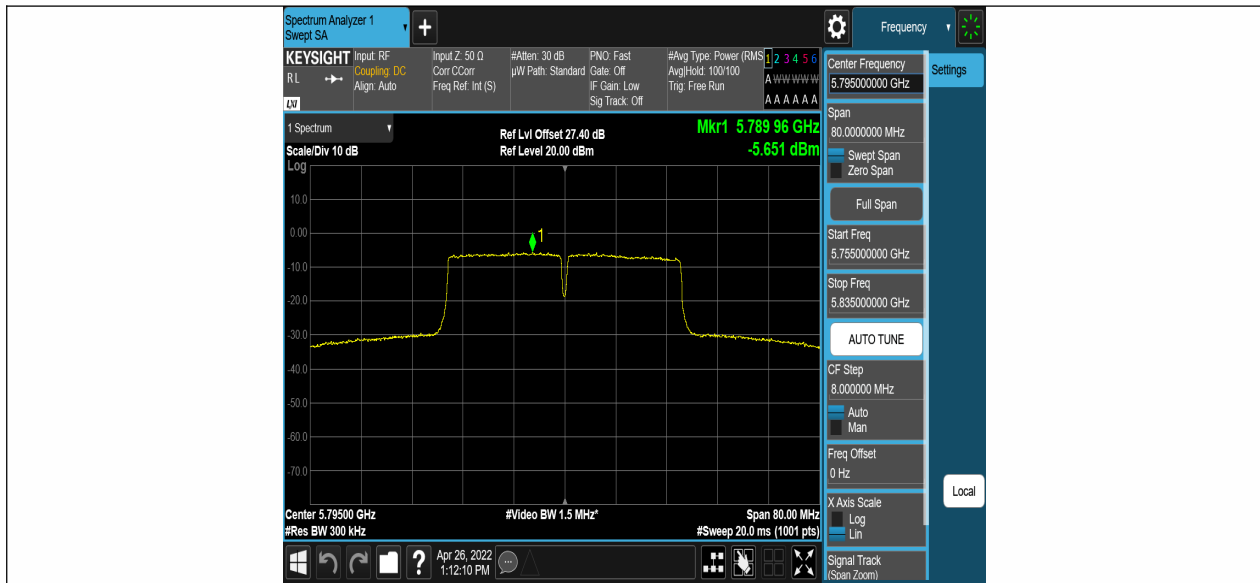 Spectrum Analyzer 1
Swept SA
Frequency
KEYSIGHT
R L
LXI
Input: RF
Coupling: DC
Align: Auto
Input Z: 50 Ω
Corr CCorr
Freq Ref: Int (S)
#Atten: 30 dB
µW Path: Standard
PNO: Fast
Gate: Off
IF Gain: Low
Sig Track: Off
#Avg Type: Power (RMS
Avg|Hold: 100/100
Trig: Free Run
1 2 3 4 5 6
A W W W W W
A A A A A A
1 Spectrum
Scale/Div 10 dB
Log
Ref Lvl Offset 27.40 dB
Ref Level 20.00 dBm
Mkr1 5.789 96 GHz
-5.651 dBm
10.0
0.00
-10.0
-20.0
-30.0
-40.0
-50.0
-60.0
-70.0
1
Center 5.79500 GHz
#Res BW 300 kHz
#Video BW 1.5 MHz*
Span 80.00 MHz
#Sweep 20.0 ms (1001 pts)
Center Frequency
5.795000000 GHz
Settings
Span
80.0000000 MHz
Swept Span
Zero Span
Full Span
Start Freq
5.755000000 GHz
Stop Freq
5.835000000 GHz
AUTO TUNE
CF Step
8.000000 MHz
Auto
Man
Freq Offset
0 Hz
X Axis Scale
Log
Lin
Local
Signal Track
(Span Zoom)
?
Apr 26, 2022
1:12:10 PM